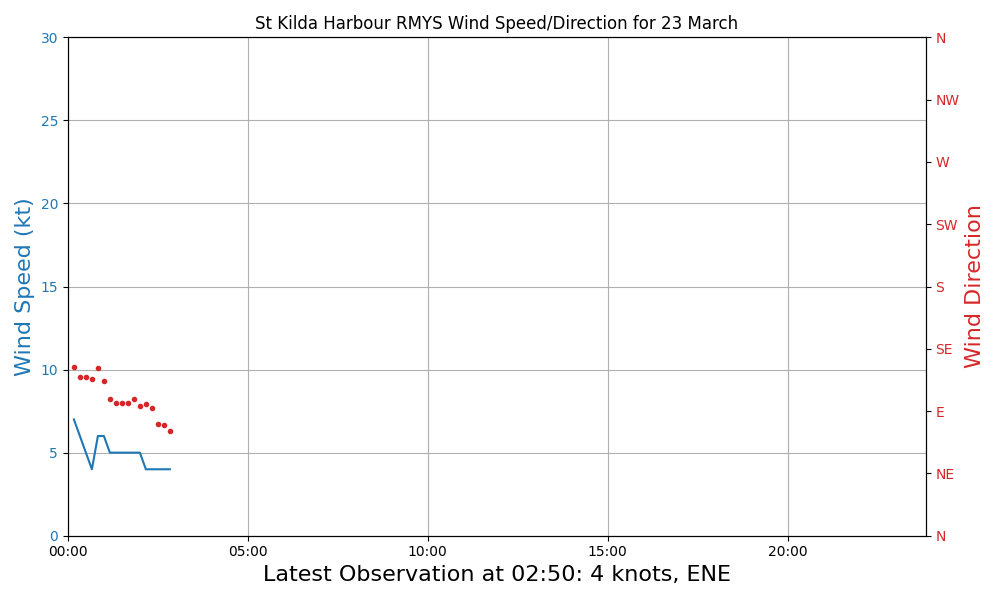 St Kilda Harbour RMYS Wind Speed/Direction for 23 March
Wind Speed (kt)
30
25
20
15
10
5
0
N
NW
W
SW
S
SE
E
NE
N
Wind Direction
00:00 05:00 10:00 15:00 20:00
Latest Observation at 02:50: 4 knots, ENE